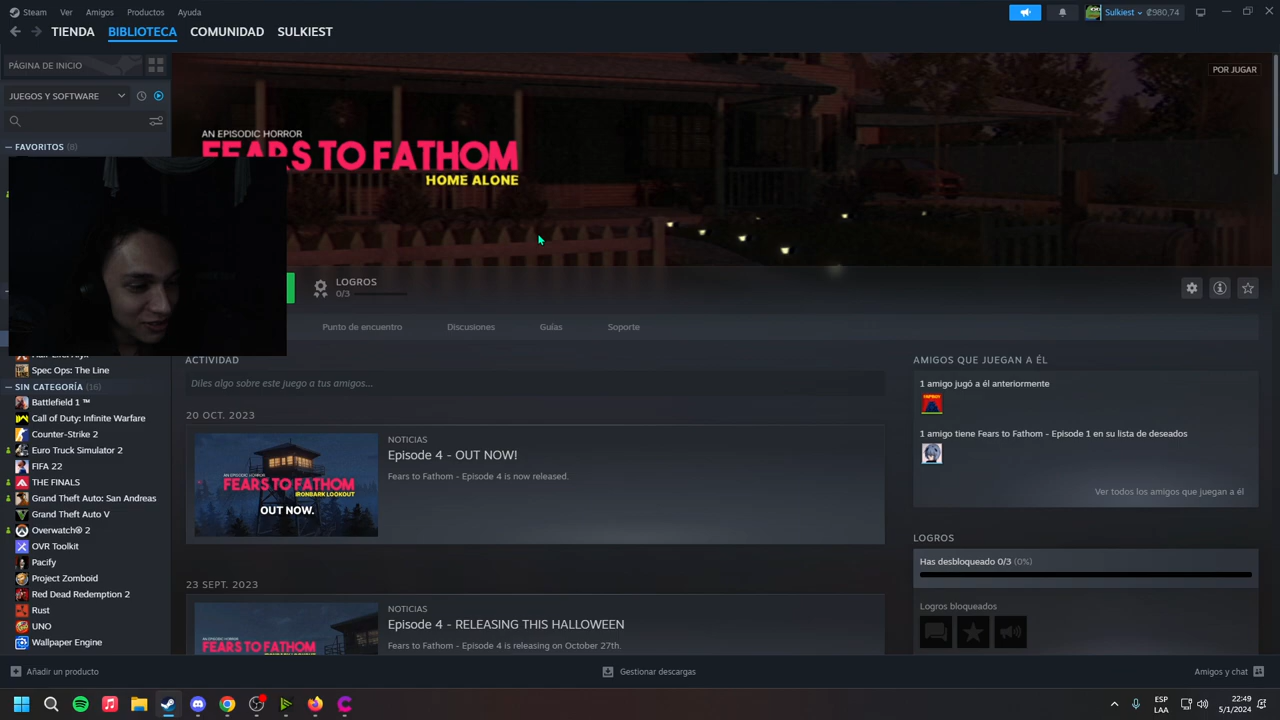 Steam Ver Amigos Productos Ayuda
Sulkiest ₡980,74
TIENDA BIBLIOTECA COMUNIDAD SULKIEST
PÁGINA DE INICIO
JUEGOS Y SOFTWARE
FAVORITOS (8)
Spec Ops: The Line
SIN CATEGORÍA (16)
Battlefield 1 ™
Call of Duty: Infinite Warfare
Counter-Strike 2
Euro Truck Simulator 2
FIFA 22
THE FINALS
Grand Theft Auto: San Andreas
Grand Theft Auto V
Overwatch® 2
OVR Toolkit
Pacify
Project Zomboid
Red Dead Redemption 2
Rust
UNO
Wallpaper Engine
POR JUGAR
AN EPISODIC HORROR
FEARS TO FATHOM
HOME ALONE
LOGROS
0/3
Punto de encuentro Discusiones Guías Soporte
ACTIVIDAD
Diles algo sobre este juego a tus amigos...
20 OCT. 2023
AN EPISODIC HORROR
FEARS TO FATHOM
IRONBARK LOOKOUT
OUT NOW.
NOTICIAS
Episode 4 - OUT NOW!
Fears to Fathom - Episode 4 is now released.
23 SEPT. 2023
AN EPISODIC HORROR
FEARS TO FATHOM
NOTICIAS
Episode 4 - RELEASING THIS HALLOWEEN
Fears to Fathom - Episode 4 is releasing on October 27th.
AMIGOS QUE JUEGAN A ÉL
1 amigo jugó a él anteriormente
1 amigo tiene Fears to Fathom - Episode 1 en su lista de deseados
Ver todos los amigos que juegan a él
LOGROS
Has desbloqueado 0/3 (0%)
Logros bloqueados
Añadir un producto
Gestionar descargas
Amigos y chat
ESP
LAA
22:49
5/1/2024